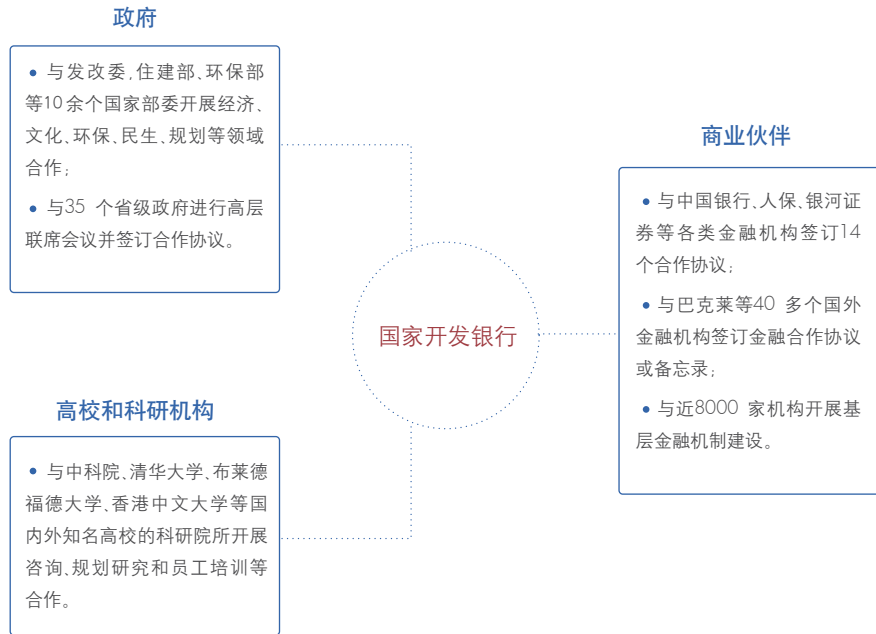 政府
• 与发改委,住建部、环保部
等10余个国家部委开展经济、
文化、环保、民生、规划等领域
合作;
• 与35 个省级政府进行高层
联席会议并签订合作协议。
商业伙伴
• 与中国银行、人保、银河证
券等各类金融机构签订14
个合作协议;
• 与巴克莱等40 多个国外
金融机构签订金融合作协议
或备忘录;
• 与近8000 家机构开展基
层金融机制建设。
国家开发银行
高校和科研机构
• 与中科院、清华大学、布莱德
福德大学、香港中文大学等国
内外知名高校的科研院所开展
咨询、规划研究和员工培训等
合作。